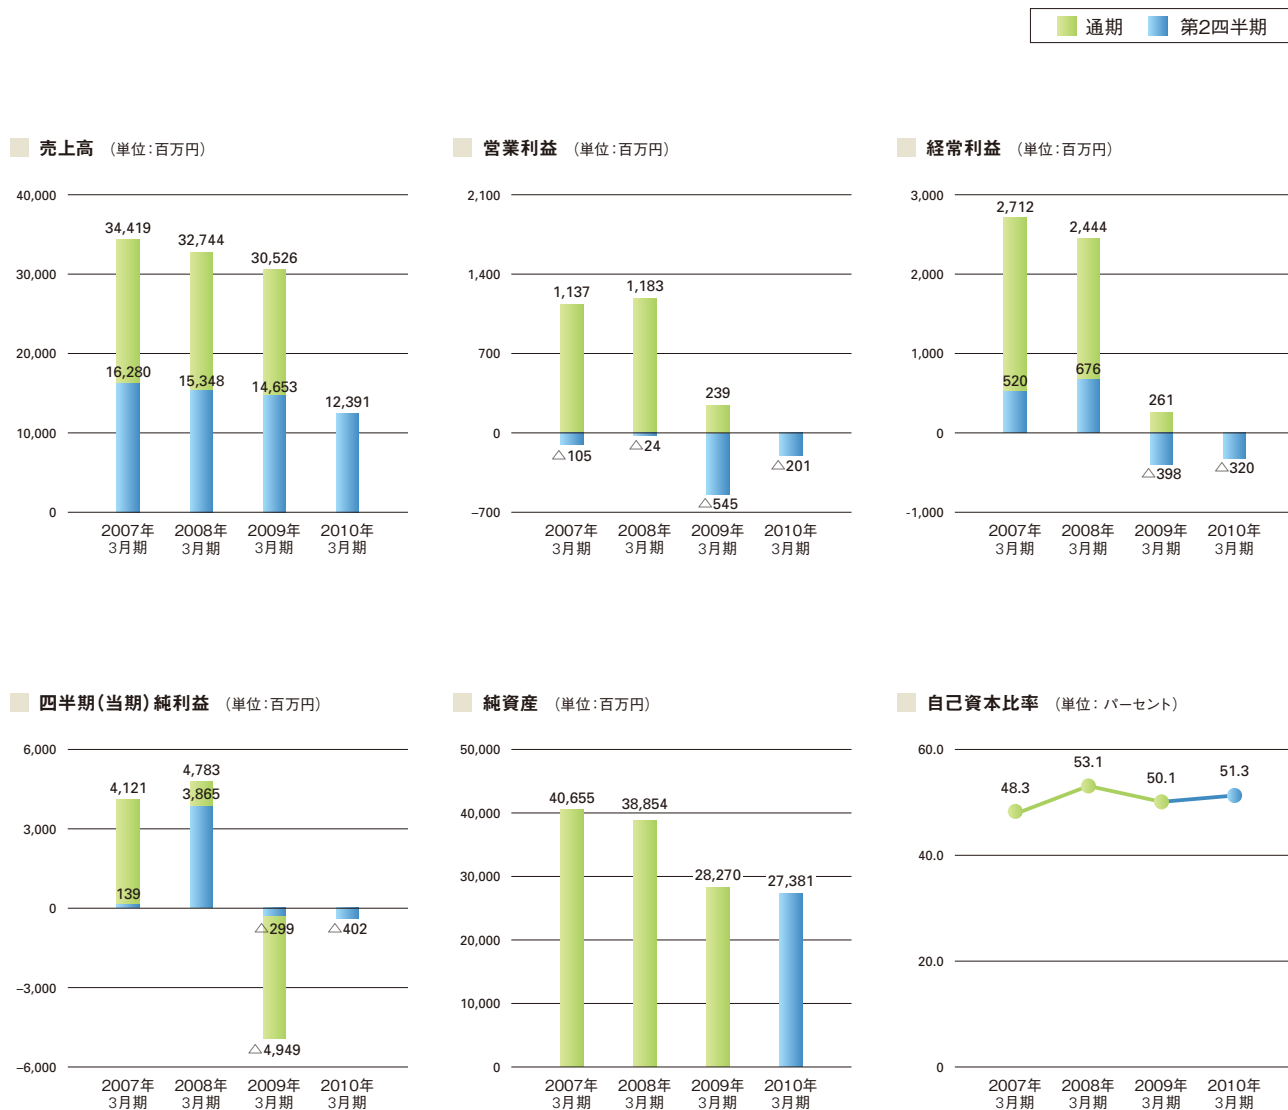 通期 第2四半期
売上高 （単位：百万円）
40,000
30,000
20,000
10,000
0
34,419
32,744
30,526
16,280
15,348
14,653
12,391
2007年
3月期
2008年
3月期
2009年
3月期
2010年
3月期
営業利益 （単位：百万円）
2,100
1,400
700
0
−700
1,137
1,183
239
△105
△24
△545
△201
2007年
3月期
2008年
3月期
2009年
3月期
2010年
3月期
経常利益 （単位：百万円）
3,000
2,000
1,000
0
-1,000
2,712
2,444
520
676
261
△398
△320
2007年
3月期
2008年
3月期
2009年
3月期
2010年
3月期
四半期（当期）純利益 （単位：百万円）
6,000
3,000
0
−3,000
−6,000
4,121
4,783
3,865
139
△299
△402
△4,949
2007年
3月期
2008年
3月期
2009年
3月期
2010年
3月期
純資産 （単位：百万円）
50,000
40,000
30,000
20,000
10,000
0
40,655
38,854
28,270
27,381
2007年
3月期
2008年
3月期
2009年
3月期
2010年
3月期
自己資本比率 （単位：パーセント）
60.0
40.0
20.0
0
48.3
53.1
50.1
51.3
2007年
3月期
2008年
3月期
2009年
3月期
2010年
3月期